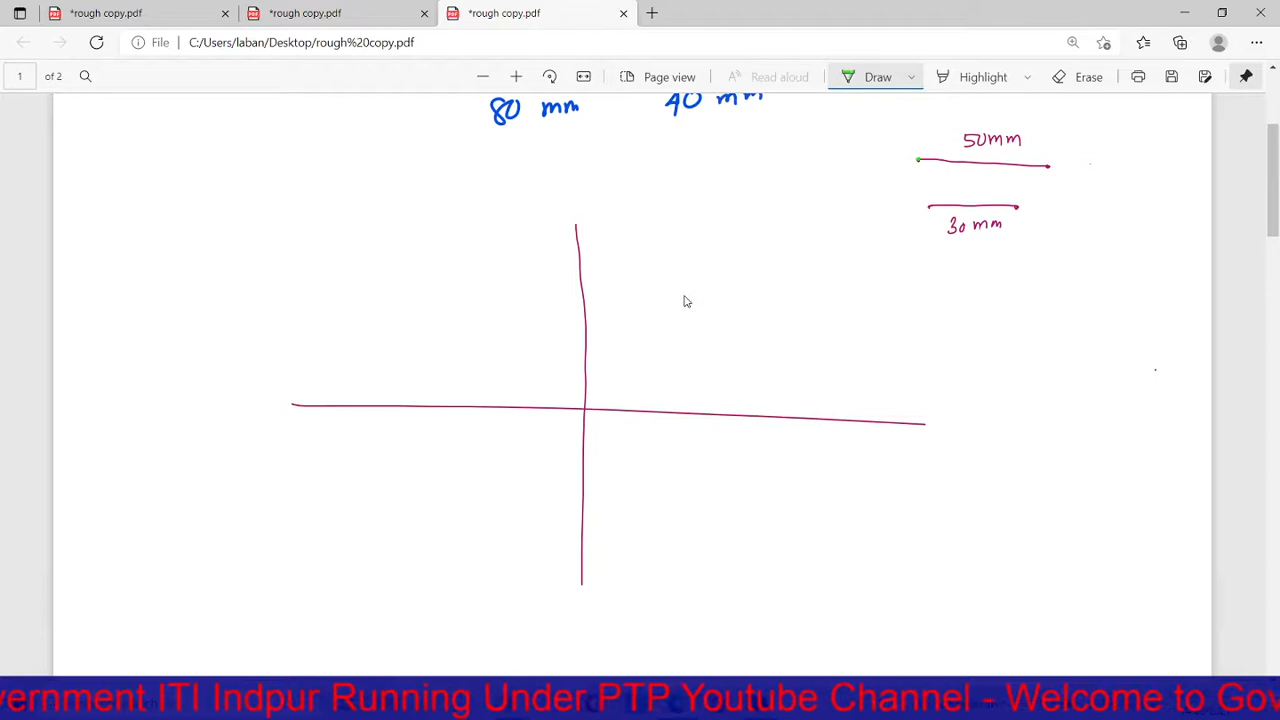 *rough copy.pdf *rough copy.pdf *rough copy.pdf
File C:/Users/laban/Desktop/rough%20copy.pdf
1 of 2 Page view Read aloud Draw Highlight Erase
80 mm 40 mm
50mm
30 mm
vernment ITI Indpur Running Under PTP Youtube Channel - Welcome to Gov